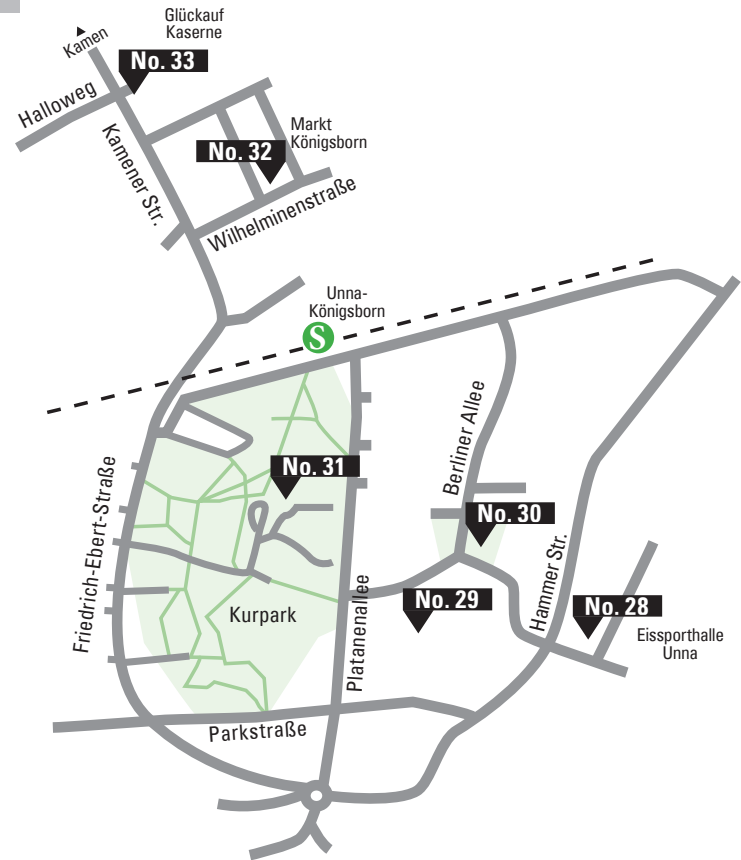 Glückauf
Kaserne
Kamen
No. 33
Halloweg
Kamener Str.
Markt
Königsborn
No. 32
Wilhelminenstraße
Unna-
Königsborn
S
Berliner Allee
No. 31
Friedrich-Ebert-Straße
No. 30
Hammer Str.
No. 29
No. 28
Kurpark
Platanenallee
Eissporthalle
Unna
Parkstraße